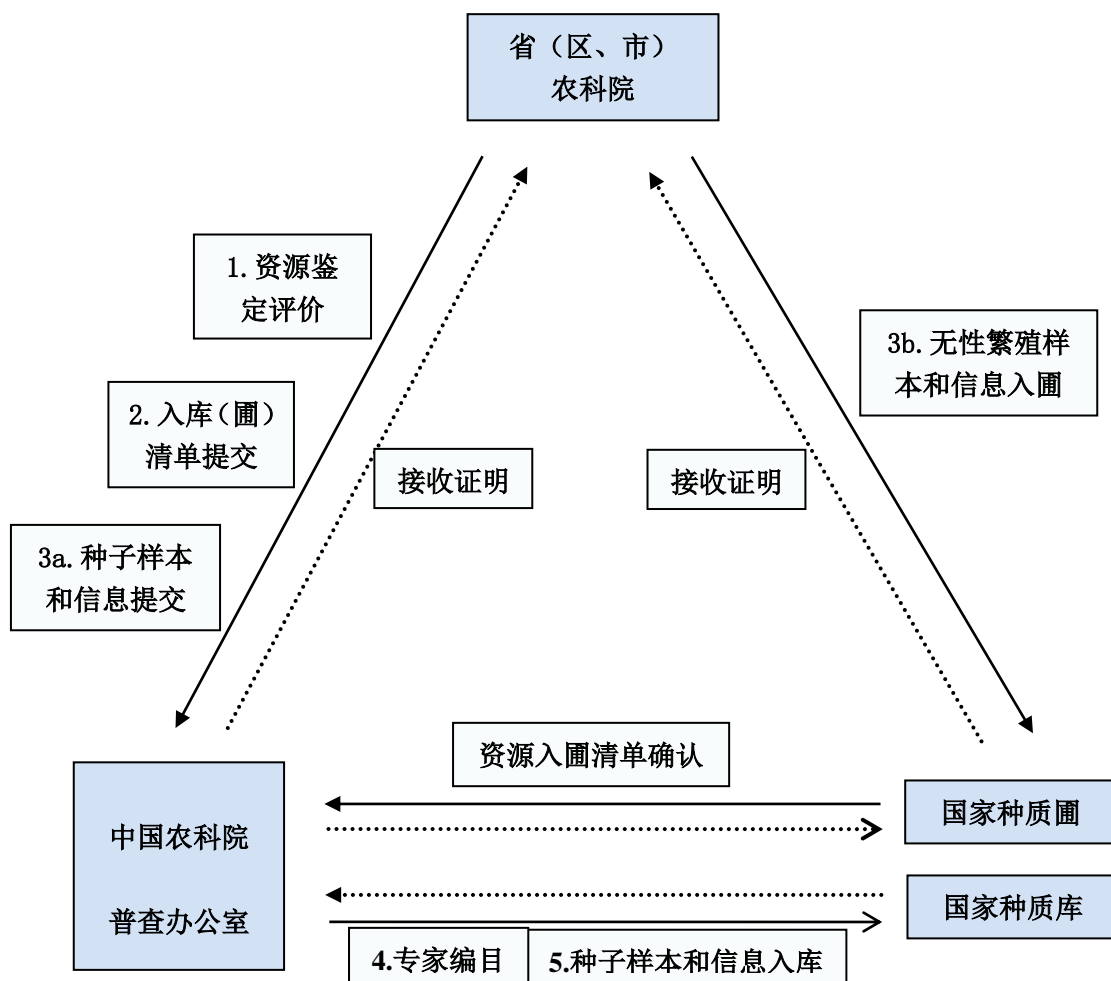 省（区、市）
农科院
1.资源鉴
定评价
2.入库（圃）
清单提交
3a.种子样本
和信息提交
接收证明
接收证明
3b.无性繁殖样
本和信息入圃
资源入圃清单确认
中国农科院
普查办公室
国家种质圃
国家种质库
4.专家编目
5.种子样本和信息入库